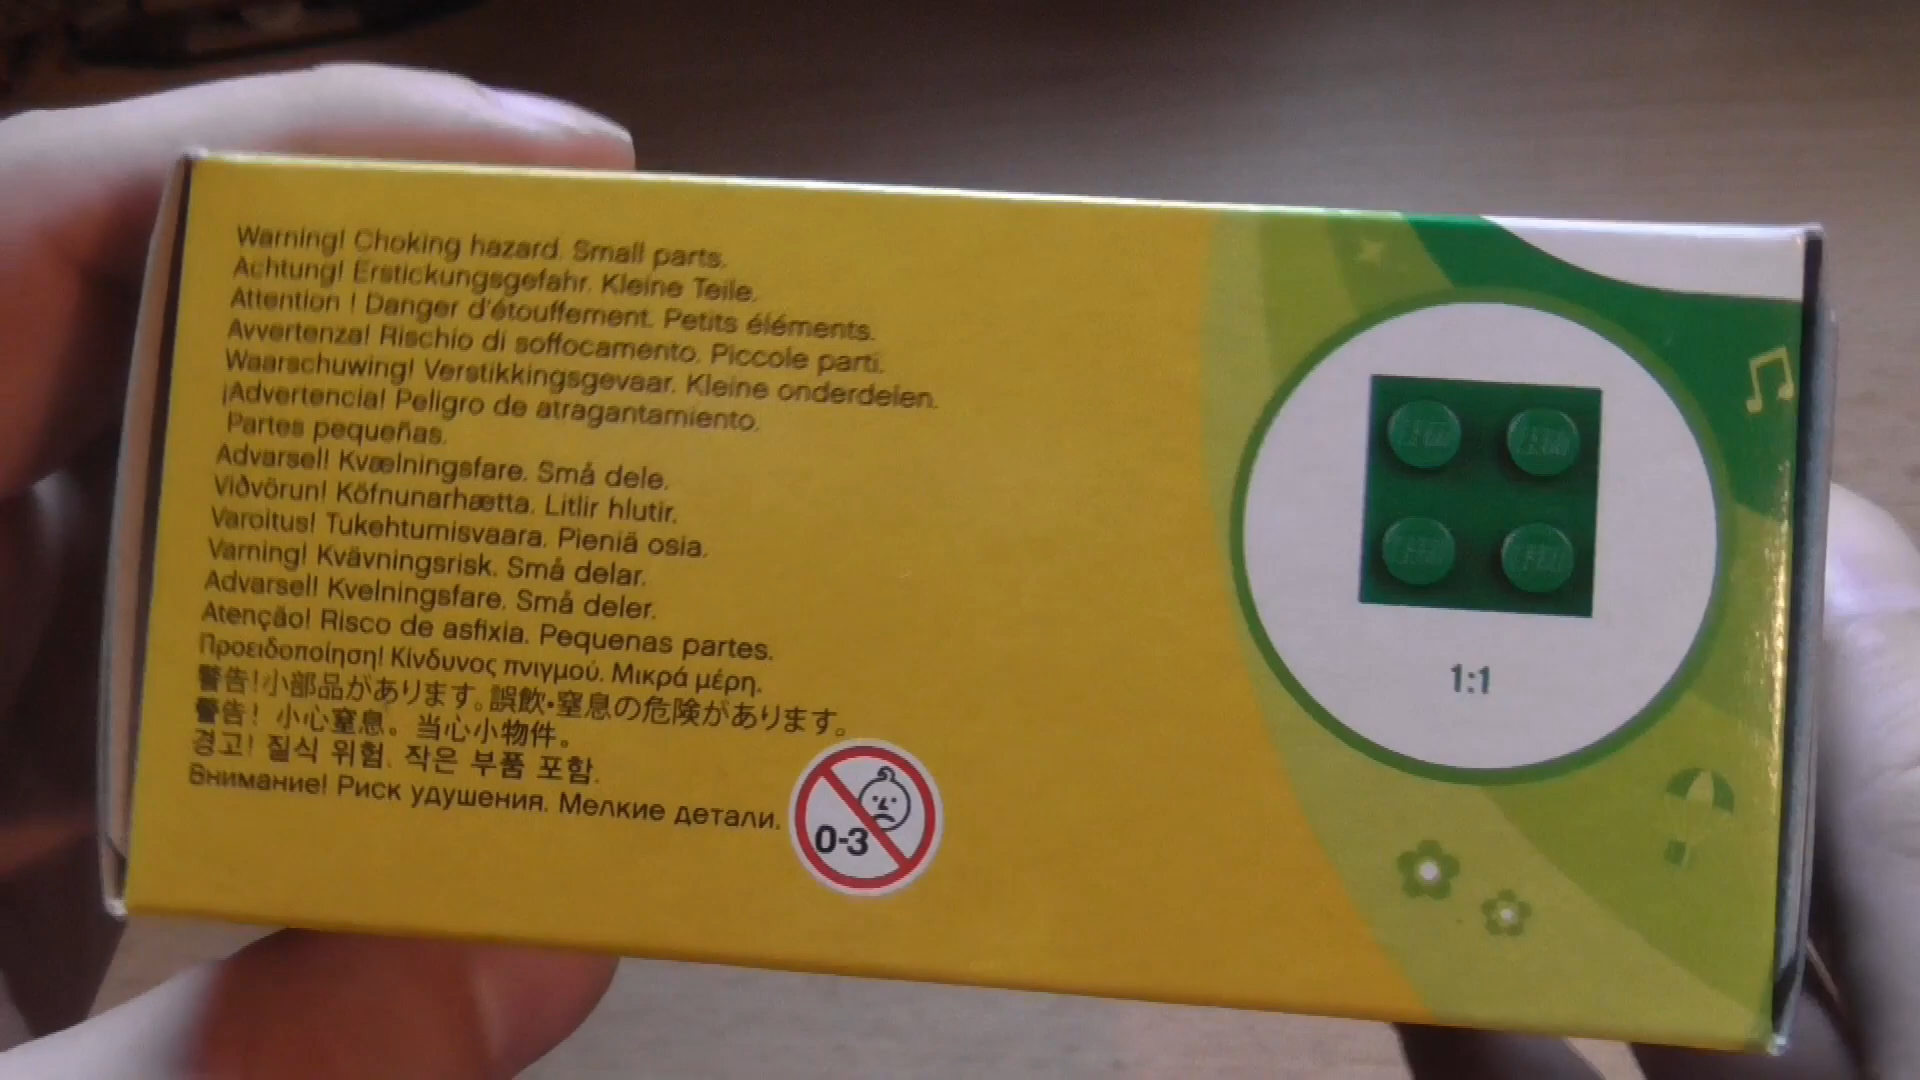 Warning! Choking hazard. Small parts.
Achtung! Erstickungsgefahr. Kleine Teile.
Attention ! Danger d'étouffement. Petits éléments.
Avvertenza! Rischio di soffocamento. Piccole parti.
Waarschuwing! Verstikkingsgevaar. Kleine onderdelen.
¡Advertencia! Peligro de atragantamiento.
Partes pequeñas.
Advarsel! Kvælningsfare. Små dele.
Viðvörun! Köfnunarhætta. Litlir hlutir.
Varoitus! Tukehtumisvaara. Pieniä osia.
Varning! Kvävningsrisk. Små delar.
Advarsel! Kvelningsfare. Små deler.
Atenção! Risco de asfixia. Pequenas partes.
Προειδοποίηση! Κίνδυνος πνιγμού. Μικρά μέρη.
警告!小部品があります。誤飲・窒息の危険があります。
警告！小心窒息。当心小物件。
경고! 질식 위험. 작은 부품 포함.
Внимание! Риск удушения. Мелкие детали.
0-3
1:1